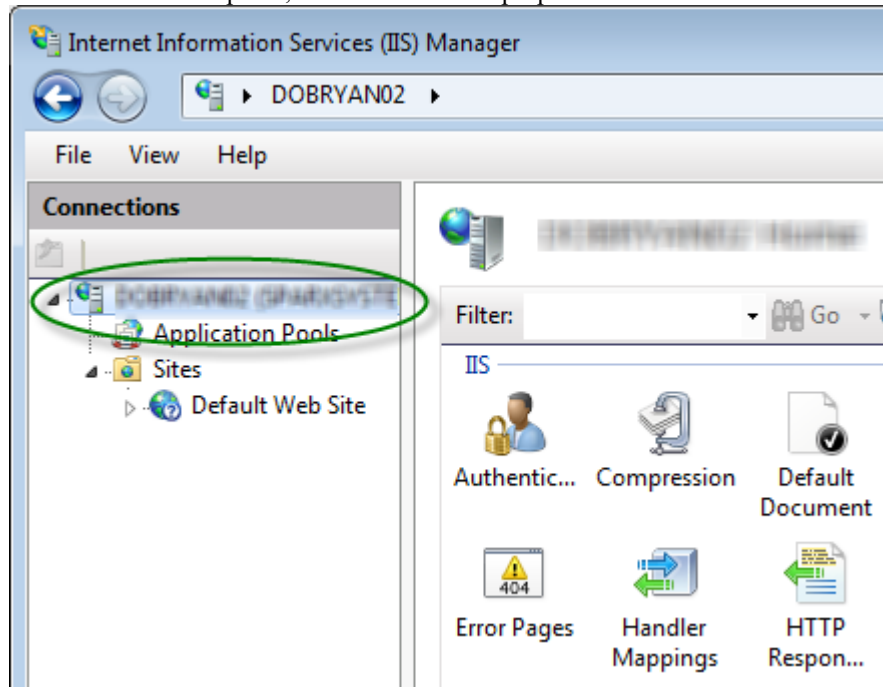 Internet Information Services (IIS) Manager
DOBRYAN02
File View Help
Connections
Application Pools
Sites
Default Web Site
Filter:
Go
IIS
Authentic... Compression Default Document
Error Pages Handler Mappings HTTP Respon...